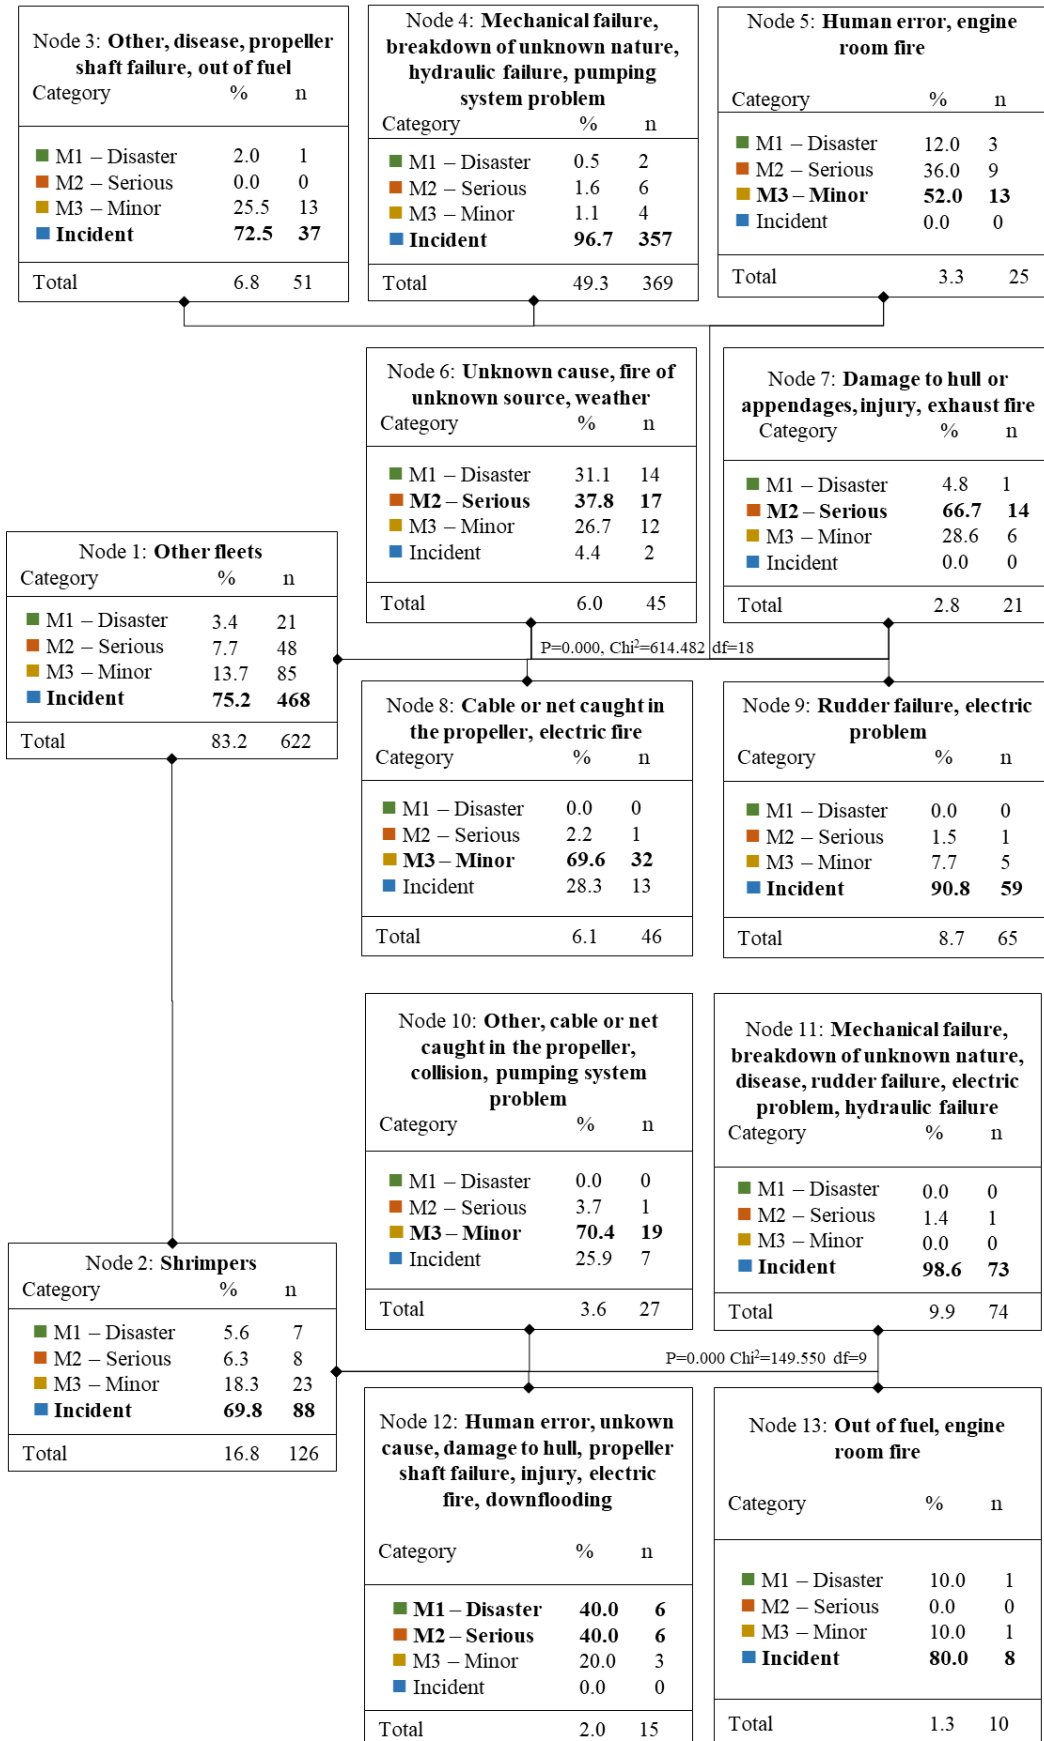 Node 3: Other, disease, propeller
shaft failure, out of fuel
Category % n
M1 – Disaster 2.0 1
M2 – Serious 0.0 0
M3 – Minor 25.5 13
Incident 72.5 37
Total 6.8 51
Node 4: Mechanical failure,
breakdown of unknown nature,
hydraulic failure, pumping
system problem
Category % n
M1 – Disaster 0.5 2
M2 – Serious 1.6 6
M3 – Minor 1.1 4
Incident 96.7 357
Total 49.3 369
Node 5: Human error, engine
room fire
Category % n
M1 – Disaster 12.0 3
M2 – Serious 36.0 9
M3 – Minor 52.0 13
Incident 0.0 0
Total 3.3 25
Node 6: Unknown cause, fire of
unknown source, weather
Category % n
M1 – Disaster 31.1 14
M2 – Serious 37.8 17
M3 – Minor 26.7 12
Incident 4.4 2
Total 6.0 45
Node 7: Damage to hull or
appendages, injury, exhaust fire
Category % n
M1 – Disaster 4.8 1
M2 – Serious 66.7 14
M3 – Minor 28.6 6
Incident 0.0 0
Total 2.8 21
Node 1: Other fleets
Category % n
M1 – Disaster 3.4 21
M2 – Serious 7.7 48
M3 – Minor 13.7 85
Incident 75.2 468
Total 83.2 622
P=0.000, Chi²=614.482 df=18
Node 8: Cable or net caught in
the propeller, electric fire
Category % n
M1 – Disaster 0.0 0
M2 – Serious 2.2 1
M3 – Minor 69.6 32
Incident 28.3 13
Total 6.1 46
Node 9: Rudder failure, electric
problem
Category % n
M1 – Disaster 0.0 0
M2 – Serious 1.5 1
M3 – Minor 7.7 5
Incident 90.8 59
Total 8.7 65
Node 10: Other, cable or net
caught in the propeller,
collision, pumping system
problem
Category % n
M1 – Disaster 0.0 0
M2 – Serious 3.7 1
M3 – Minor 70.4 19
Incident 25.9 7
Total 3.6 27
Node 11: Mechanical failure,
breakdown of unknown nature,
disease, rudder failure, electric
problem, hydraulic failure
Category % n
M1 – Disaster 0.0 0
M2 – Serious 1.4 1
M3 – Minor 0.0 0
Incident 98.6 73
Total 9.9 74
Node 2: Shrimpers
Category % n
M1 – Disaster 5.6 7
M2 – Serious 6.3 8
M3 – Minor 18.3 23
Incident 69.8 88
Total 16.8 126
P=0.000 Chi²=149.550 df=9
Node 12: Human error, unkown
cause, damage to hull, propeller
shaft failure, injury, electric
fire, downflooding
Category % n
M1 – Disaster 40.0 6
M2 – Serious 40.0 6
M3 – Minor 20.0 3
Incident 0.0 0
Total 2.0 15
Node 13: Out of fuel, engine
room fire
Category % n
M1 – Disaster 10.0 1
M2 – Serious 0.0 0
M3 – Minor 10.0 1
Incident 80.0 8
Total 1.3 10